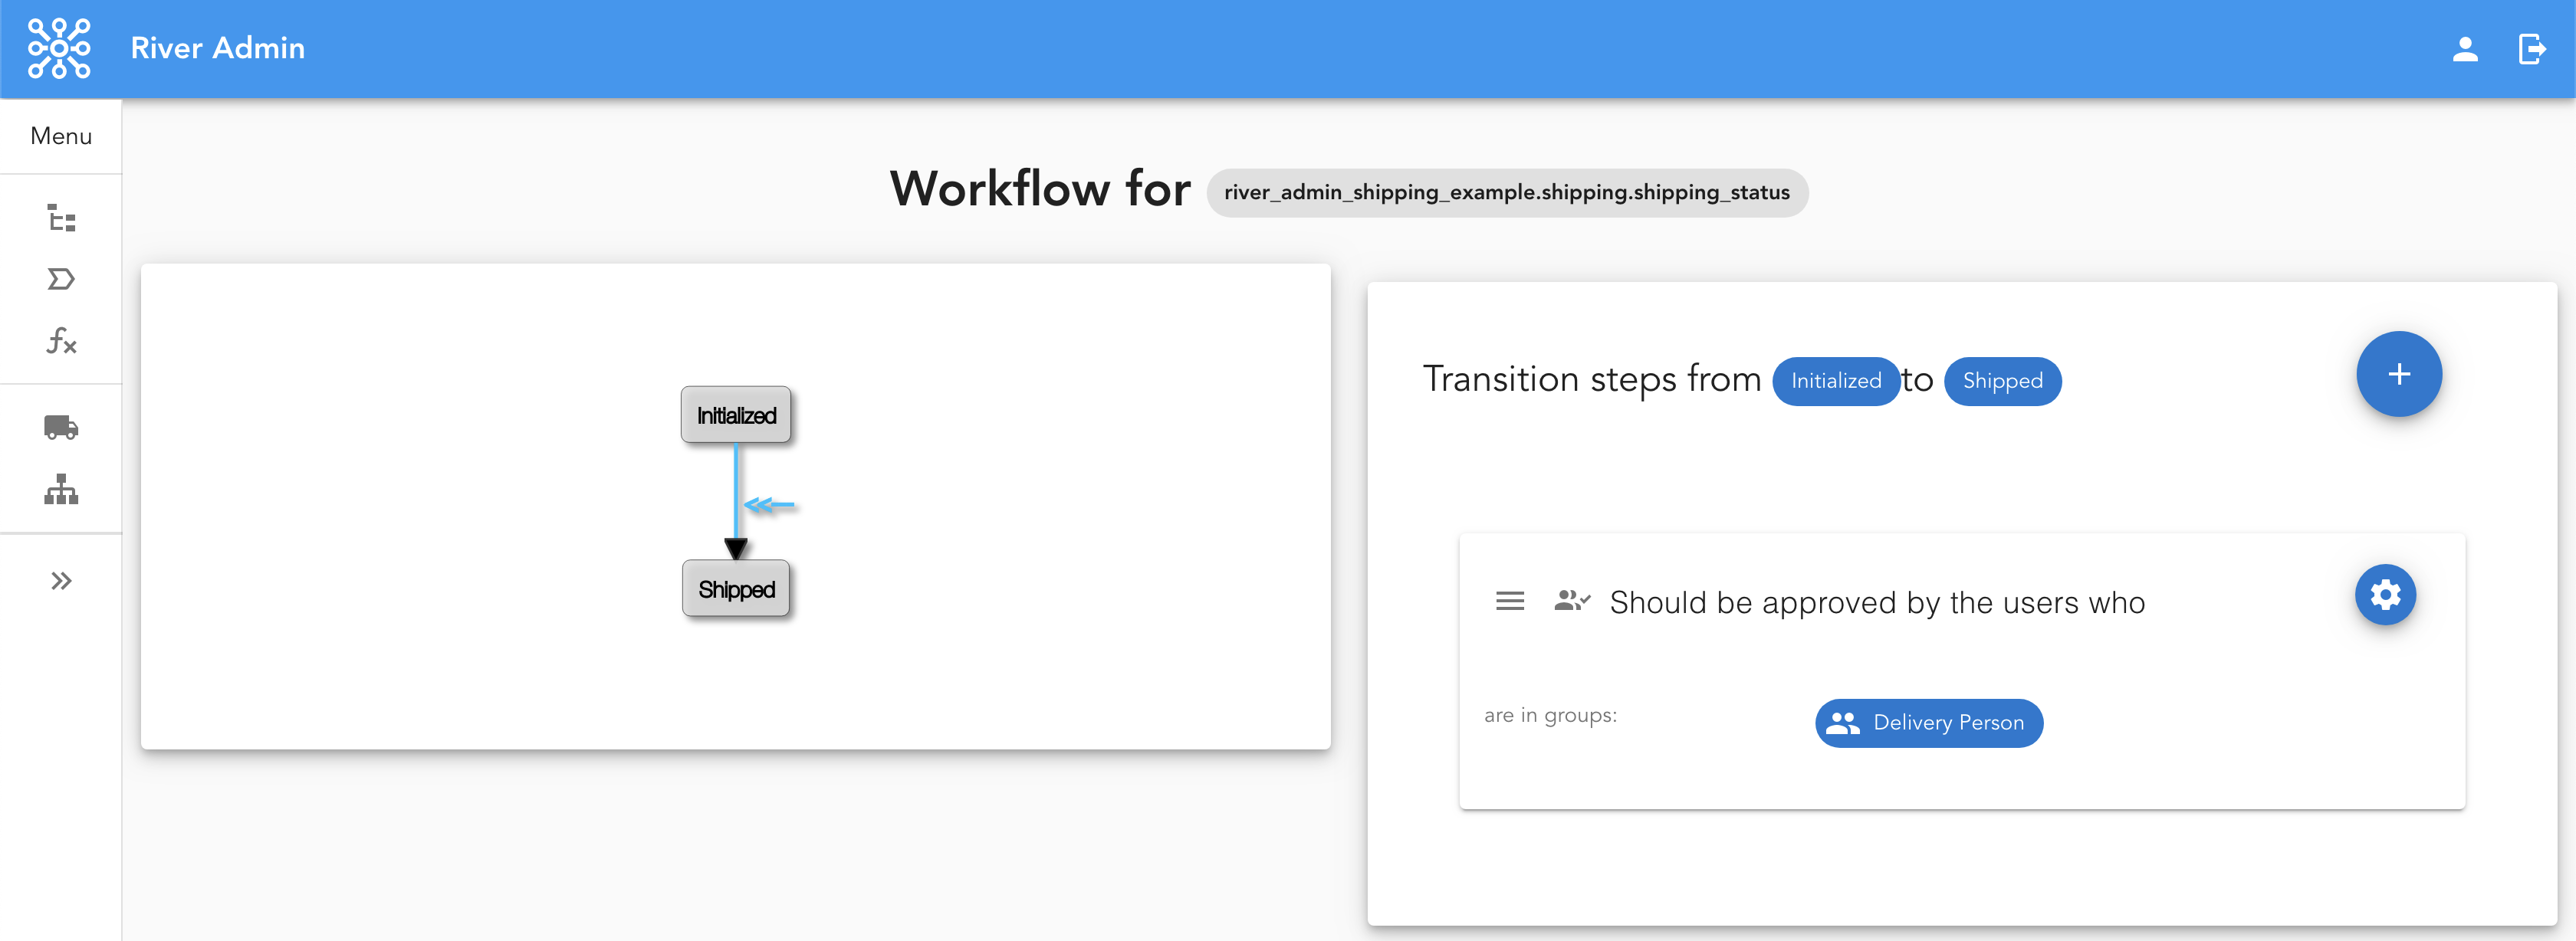 River Admin
Menu
Workflow for river_admin_shipping_example.shipping.shipping_status
Initialized
Shipped
Transition steps from Initialized to Shipped
Should be approved by the users who
are in groups: Delivery Person